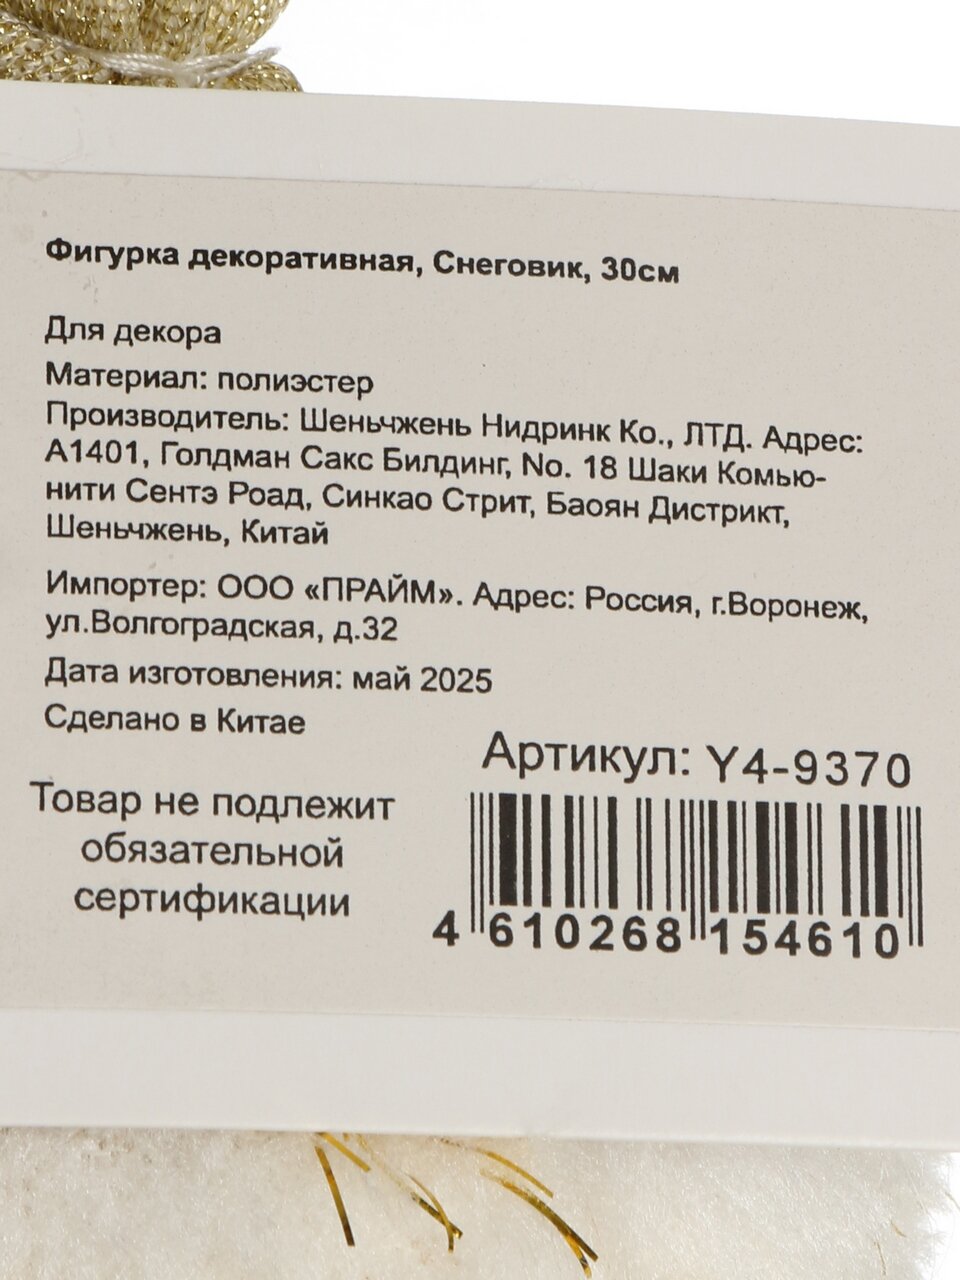 Фигурка декоративная, Снеговик, 30см
Для декора
Материал: полиэстер
Производитель: Шеньчжень Нидринк Ко., ЛТД. Адрес:
А1401, Голдман Сакс Билдинг, No. 18 Шаки Комью-
нити Сентэ Роад, Синкао Стрит, Баоян Дистрикт,
Шеньчжень, Китай
Импортер: ООО «ПРАЙМ». Адрес: Россия, г.Воронеж,
ул.Волгоградская, д.32
Дата изготовления: май 2025
Сделано в Китае
Товар не подлежит
обязательной
сертификации
Артикул: Y4-9370
4 610268 154610